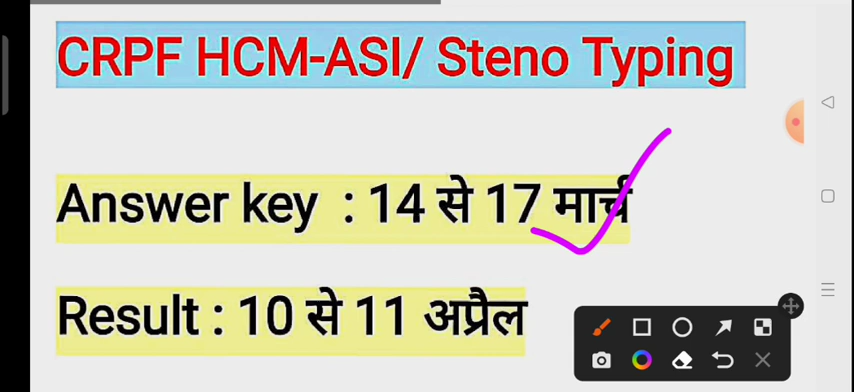 CRPF HCM-ASI/ Steno Typing
Answer key : 14 से 17 मार्च
Result : 10 से 11 अप्रैल